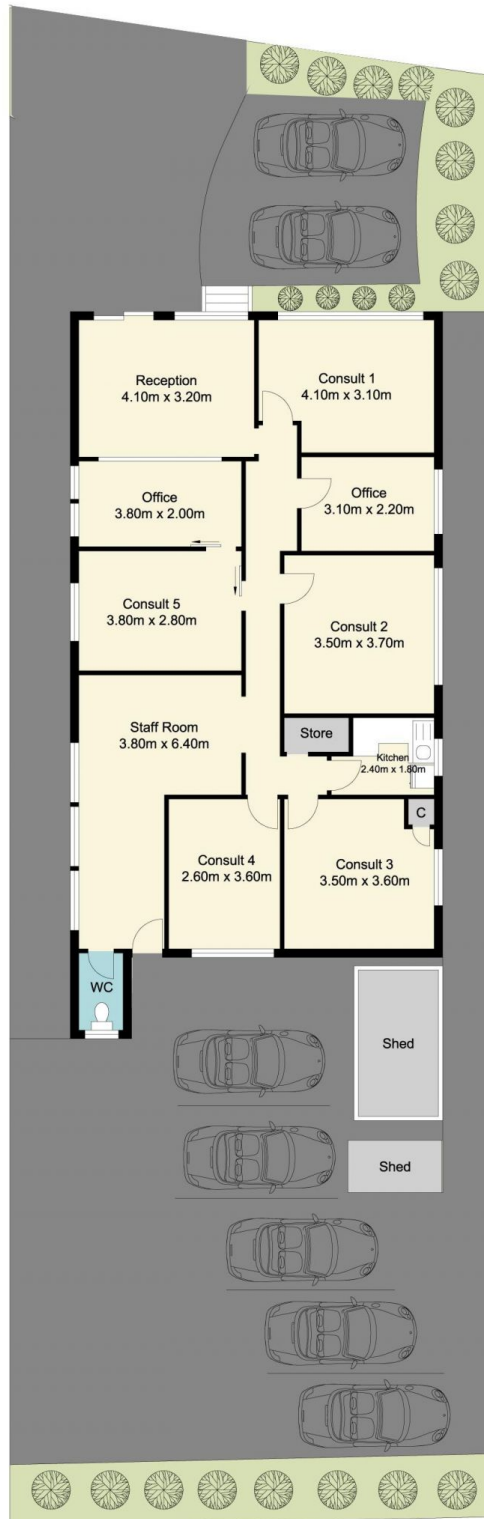 Reception
4.10m x 3.20m
Consult 1
4.10m x 3.10m
Office
3.80m x 2.00m
Office
3.10m x 2.20m
Consult 5
3.80m x 2.80m
Consult 2
3.50m x 3.70m
Staff Room
3.80m x 6.40m
Store
Kitchen
2.40m x 1.80m
C
Consult 4
2.60m x 3.60m
Consult 3
3.50m x 3.60m
WC
Shed
Shed